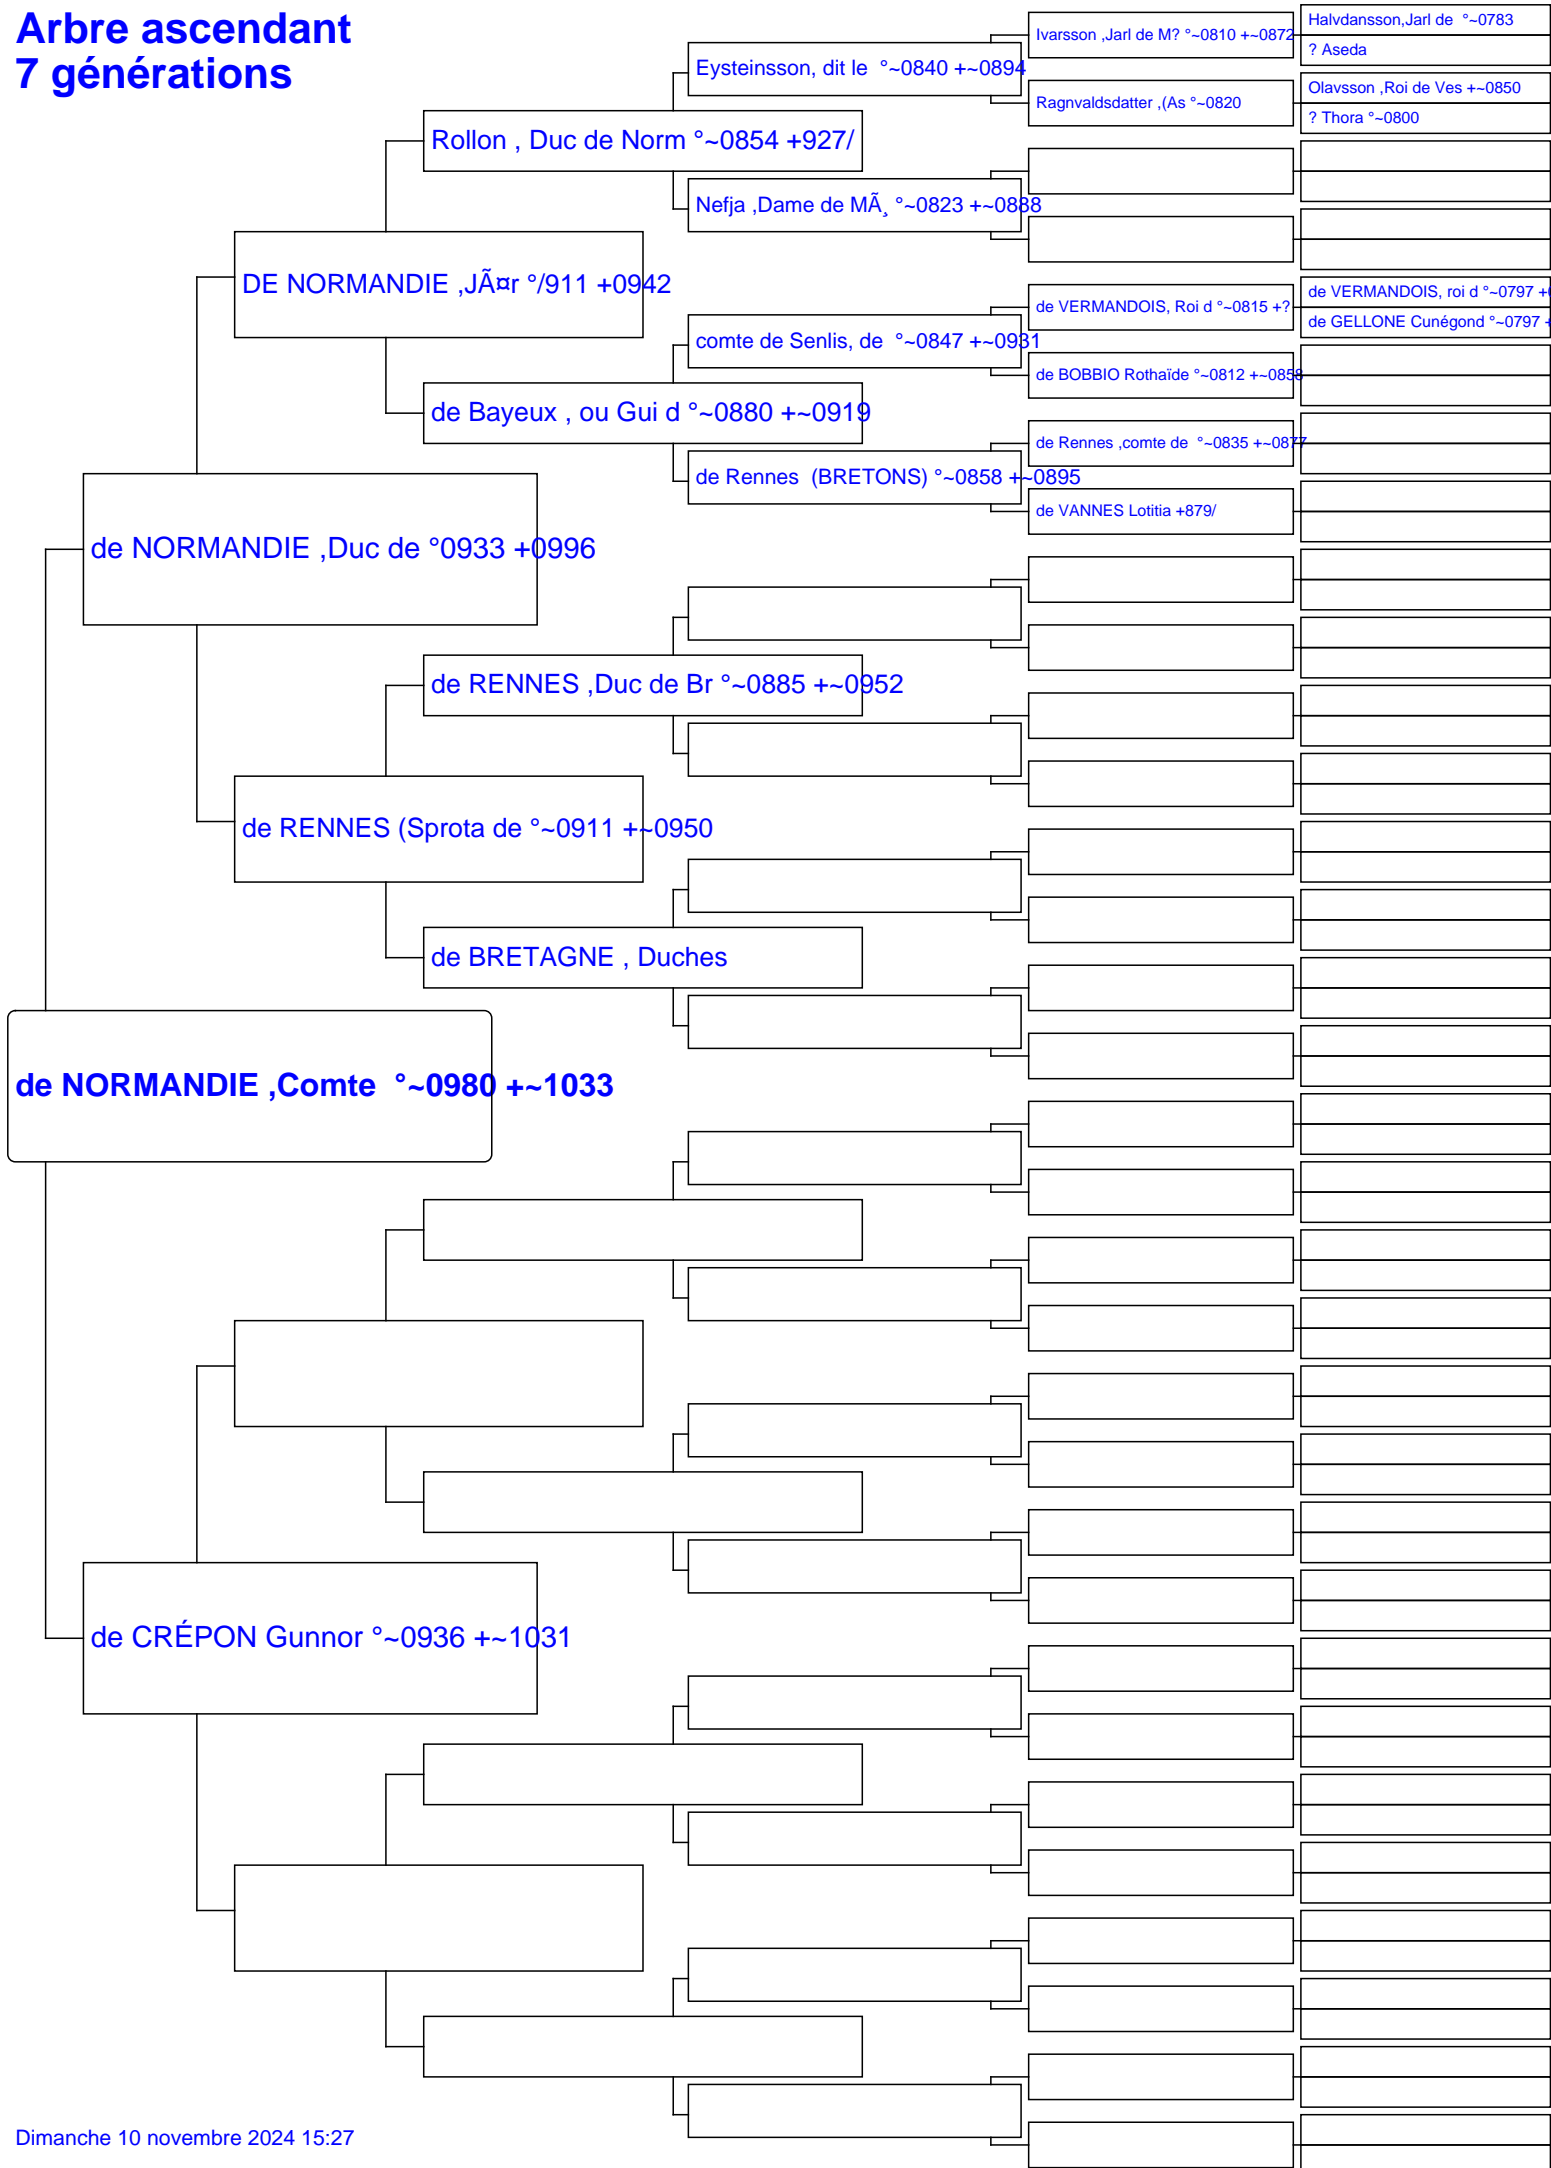 Arbre ascendant
7 générations
Halvdansson,Jarl de °~0783
Ivarsson ,Jarl de M? °~0810 +~0872
? Aseda
Eysteinsson, dit le °~0840 +~0894
Olavsson ,Roi de Ves +~0850
Ragnvaldsdatter ,(As °~0820
? Thora °~0800
Rollon , Duc de Norm °~0854 +927/
Nefja ,Dame de MÃ¸ °~0823 +~0888
DE NORMANDIE ,JÃ¤r °/911 +0942
de VERMANDOIS, roi d °~0797 +
de VERMANDOIS, Roi d °~0815 +?
de GELLONE Cunégond °~0797 +
comte de Senlis, de °~0847 +~0931
de BOBBIO Rothaïde °~0812 +~0858
de Bayeux , ou Gui d °~0880 +~0919
de Rennes ,comte de °~0835 +~0877
de Rennes (BRETONS) °~0858 +~0895
de VANNES Lotitia +879/
de NORMANDIE ,Duc de °0933 +0996
de RENNES ,Duc de Br °~0885 +~0952
de RENNES (Sprota de °~0911 +~0950
de BRETAGNE , Duches
de NORMANDIE ,Comte °~0980 +~1033
de CRÉPON Gunnor °~0936 +~1031
Dimanche 10 novembre 2024 15:27